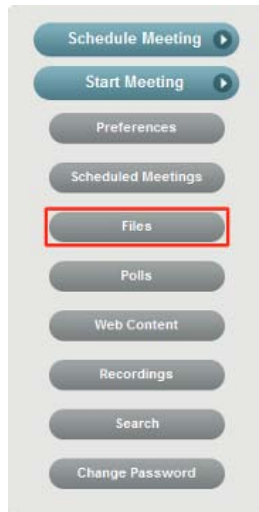 Schedule Meeting
Start Meeting
Preferences
Scheduled Meetings
Files
Polls
Web Content
Recordings
Search
Change Password